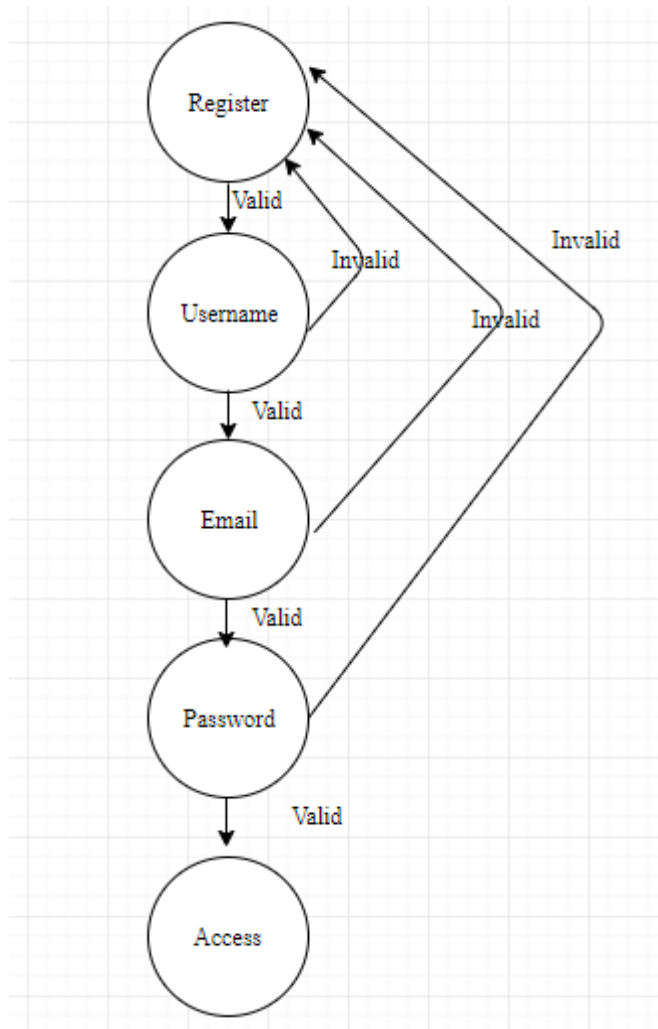 Register
Valid
Invalid
Invalid
Username
Invalid
Valid
Email
Valid
Password
Valid
Access